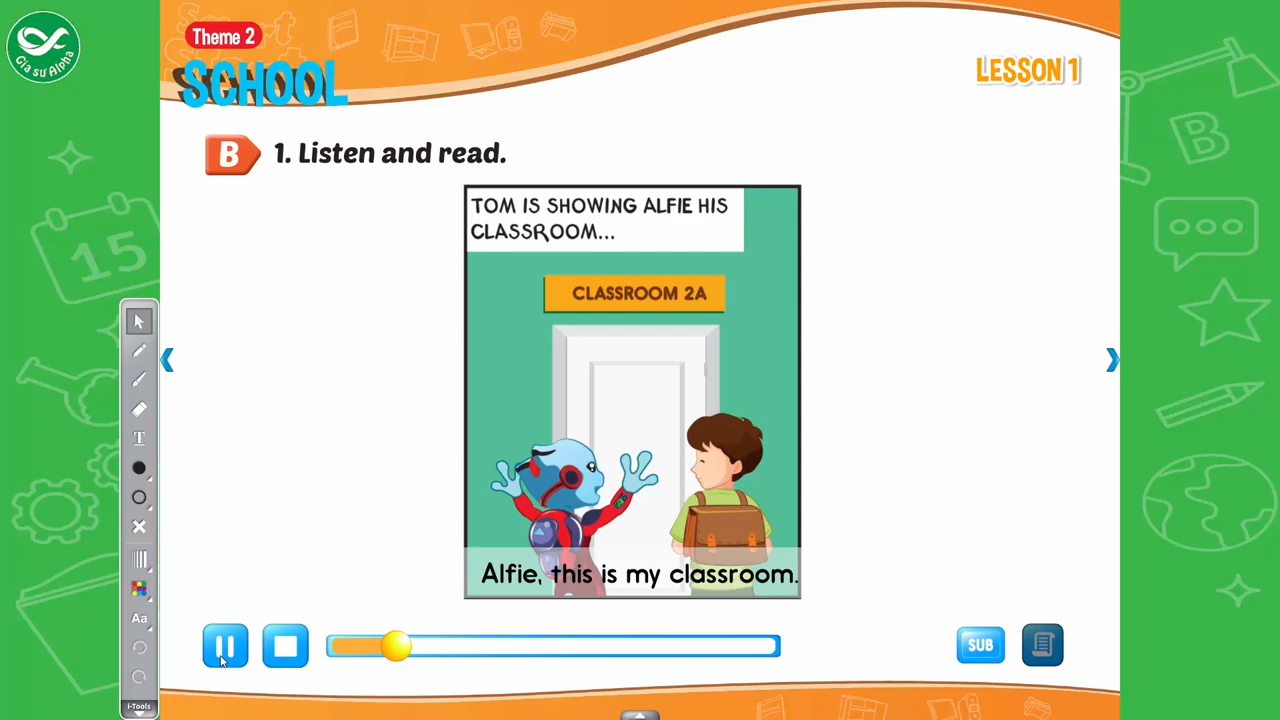 Gia sư Alpha
Theme 2
SCHOOL
LESSON 1
B 1. Listen and read.
TOM IS SHOWING ALFIE HIS
CLASSROOM...
CLASSROOM 2A
Alfie, this is my classroom.
SUB
T
Aa
i-Tools
15
B